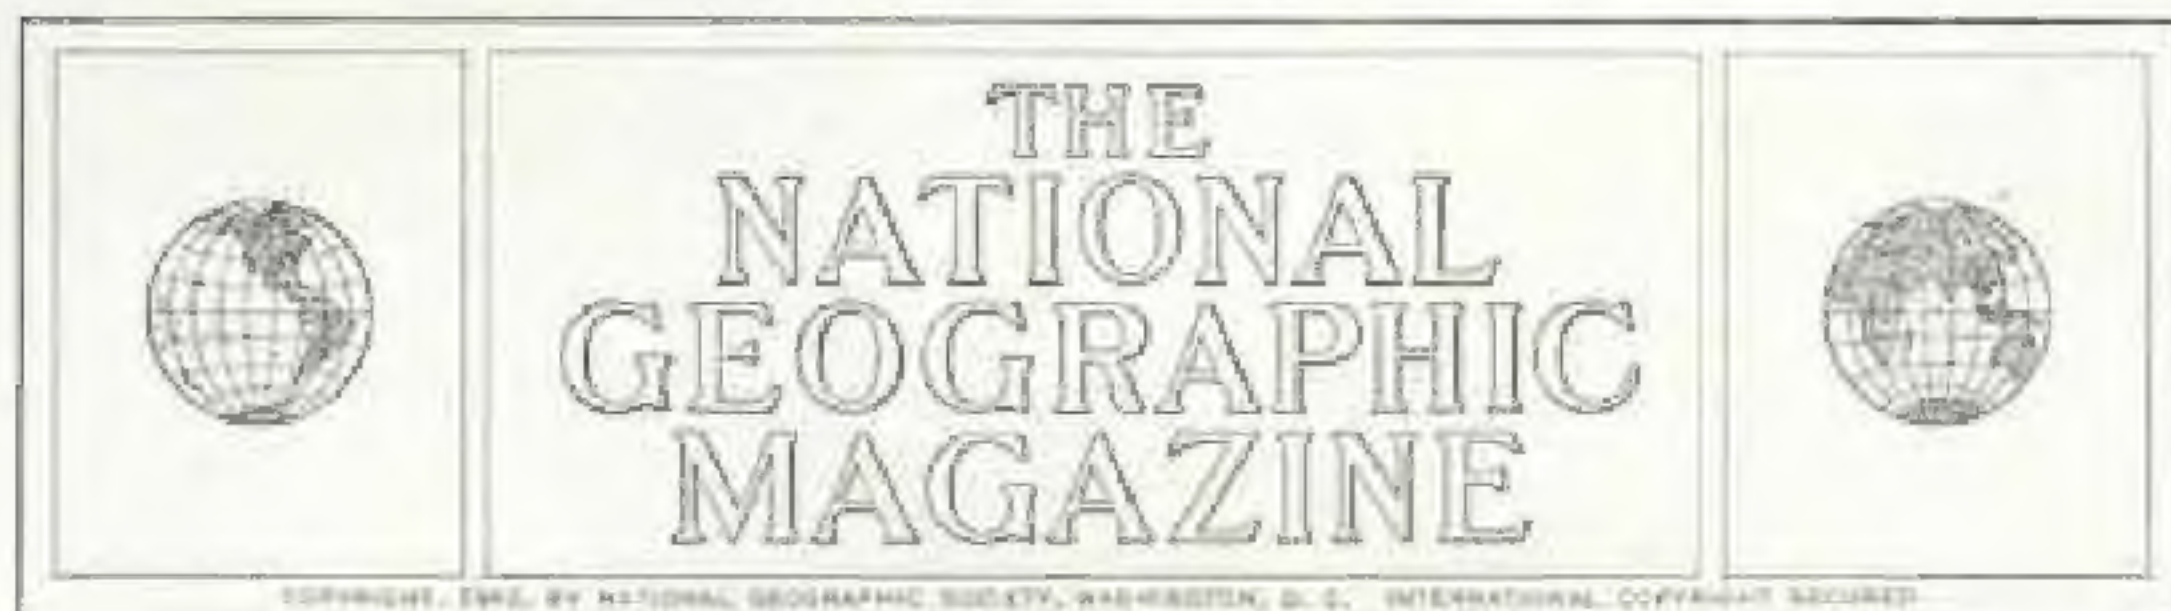 THE
NATIONAL
GEOGRAPHIC
MAGAZINE
COPYRIGHT, BY NATIONAL GEOGRAPHIC SOCIETY, WASHINGTON, D. C. INTERNATIONAL COPYRIGHT SECURED